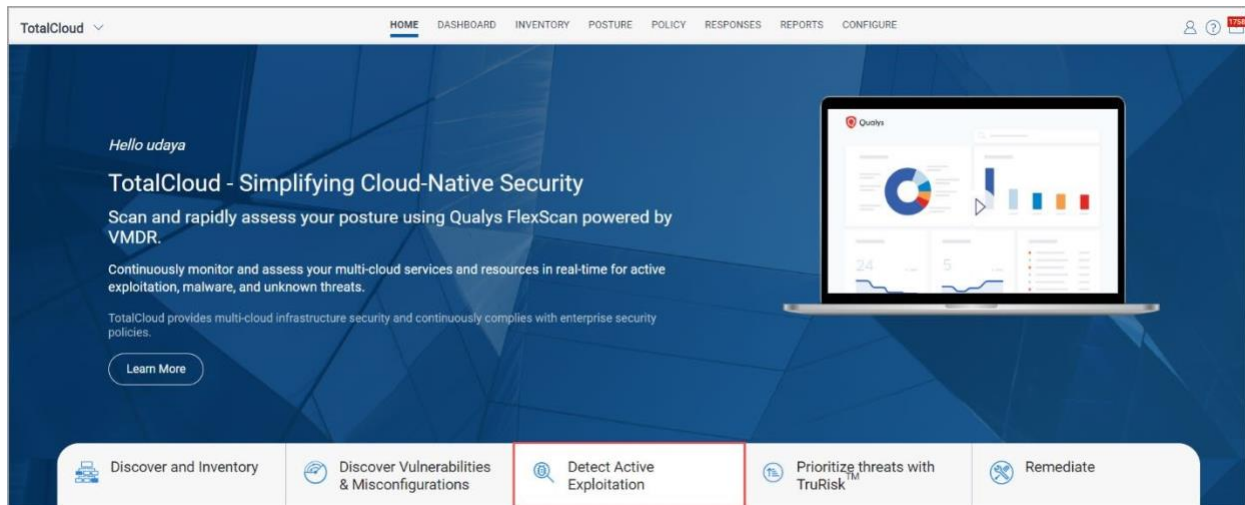 TotalCloud
HOME DASHBOARD INVENTORY POSTURE POLICY RESPONSES REPORTS CONFIGURE
1758
Hello udaya
TotalCloud - Simplifying Cloud-Native Security
Scan and rapidly assess your posture using Qualys FlexScan powered by
VMDR.
Continuously monitor and assess your multi-cloud services and resources in real-time for active
exploitation, malware, and unknown threats.
TotalCloud provides multi-cloud infrastructure security and continuously complies with enterprise security
policies.
Learn More
Qualys
24
5
Discover and Inventory
Discover Vulnerabilities
& Misconfigurations
Detect Active
Exploitation
Prioritize threats with
TruRisk™
Remediate